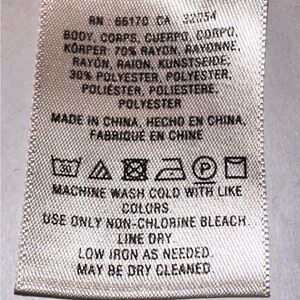 RN 66170 CA 32054
BODY, CORPS, CUERPO, CORPO,
KÖRPER: 70% RAYON, RAYONNE,
RAYÓN, RAION, KUNSTSEIDE;
30% POLYESTER, POLYESTER,
POLIÉSTER, POLIESTERE,
POLYESTER
MADE IN CHINA, HECHO EN CHINA,
FABRIQUÉ EN CHINE
30 P
MACHINE WASH COLD WITH LIKE
COLORS
USE ONLY NON-CHLORINE BLEACH.
LINE DRY
LOW IRON AS NEEDED.
MAY BE DRY CLEANED.